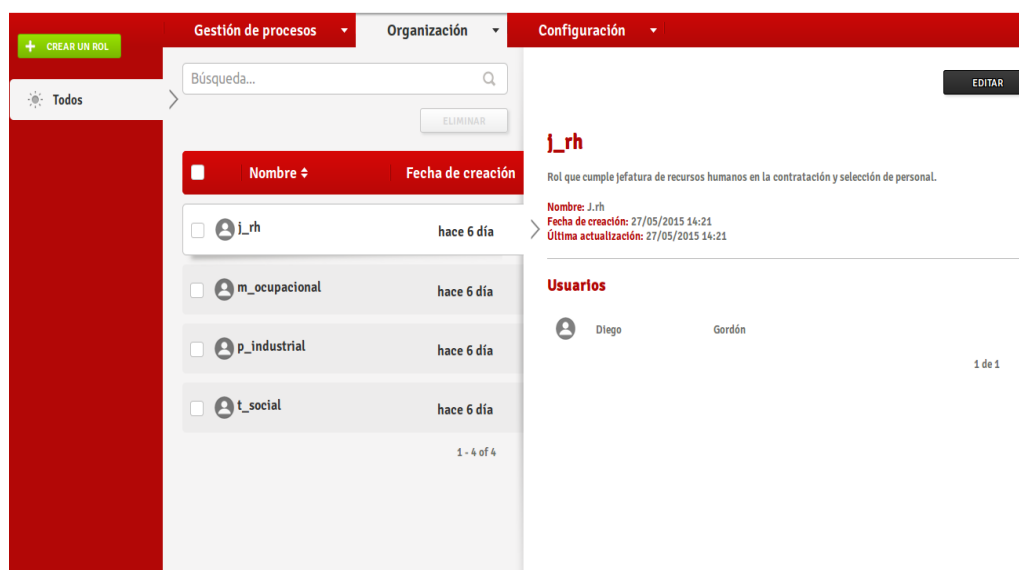 Gestión de procesos
Organización
Configuración
+ CREAR UN ROL
Todos
Búsqueda...
ELIMINAR
Nombre
Fecha de creación
j_rh
hace 6 día
m_ocupacional
hace 6 día
p_industrial
hace 6 día
t_social
hace 6 día
1 - 4 of 4
EDITAR
j_rh
Rol que cumple jefatura de recursos humanos en la contratación y selección de personal.
Nombre: J.rh
Fecha de creación: 27/05/2015 14:21
Última actualización: 27/05/2015 14:21
Usuarios
Diego Gordón
1 de 1